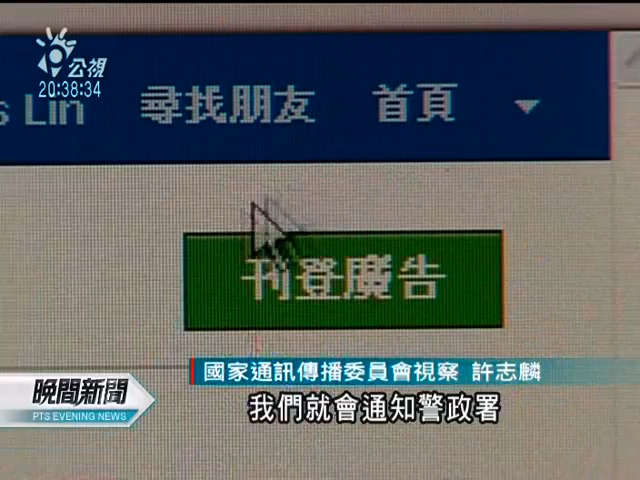 公視
20:38:34
s Lin 尋找朋友 首頁
刊登廣告
國家通訊傳播委員會視察 許志麟
晚間新聞
PTS EVENING NEWS
我們就會通知警政署